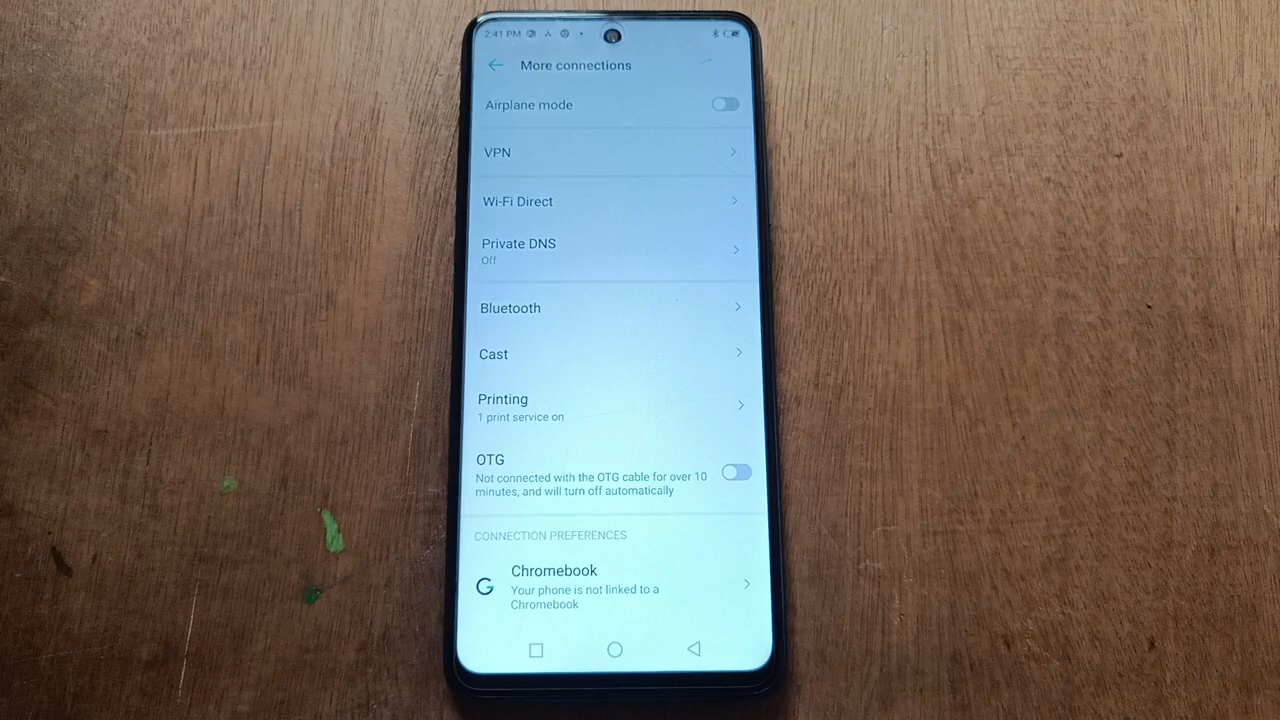 2:41 PM
More connections
Airplane mode
VPN
Wi-Fi Direct
Private DNS
Off
Bluetooth
Cast
Printing
1 print service on
OTG
Not connected with the OTG cable for over 10
minutes, and will turn off automatically
CONNECTION PREFERENCES
Chromebook
Your phone is not linked to a
Chromebook